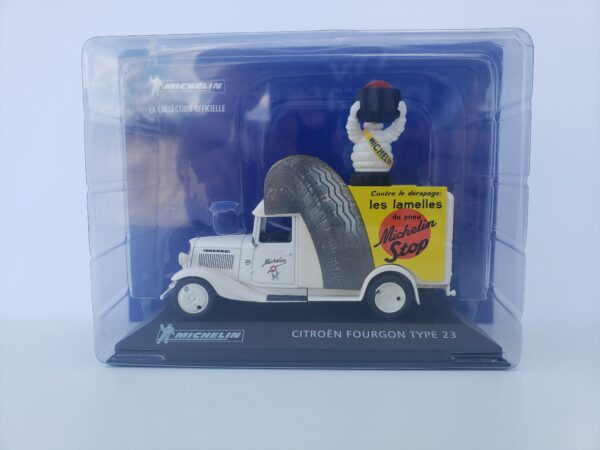 MICHELIN
LA COLLECTION OFFICIELLE
MICHELIN
Contre le dérapage:
les lamelles
du pneu
Michelin
Stop
Michelin
MICHELIN
CITROËN FOURGON TYPE 23